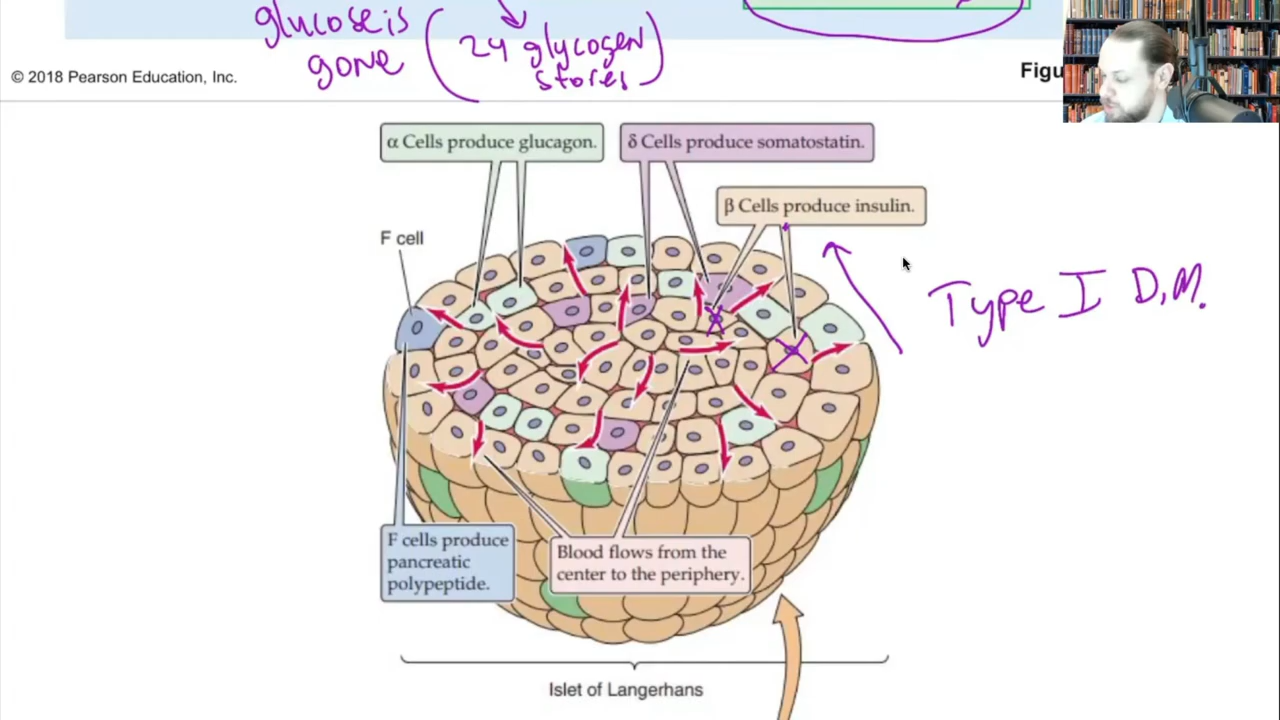 glucose is
gone
(24 glycogen
stores)
© 2018 Pearson Education, Inc.
Figu
α Cells produce glucagon.
δ Cells produce somatostatin.
β Cells produce insulin.
F cell
Type I D.M.
F cells produce
pancreatic
polypeptide.
Blood flows from the
center to the periphery.
Islet of Langerhans